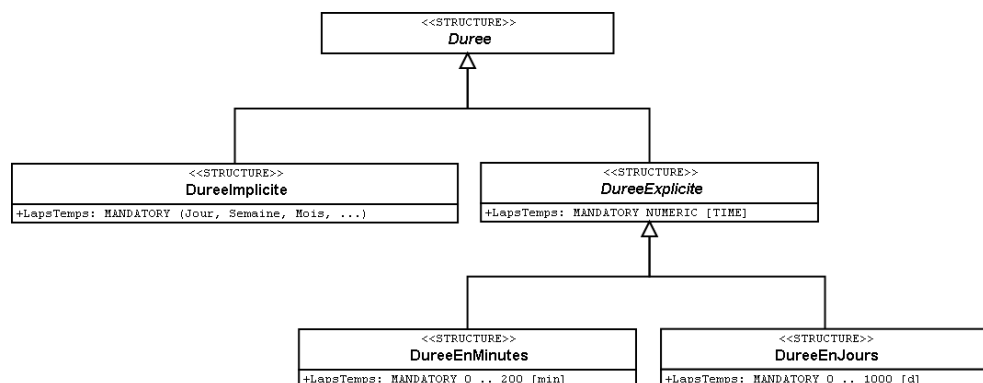 <<STRUCTURE>>
Duree
<<STRUCTURE>>
DureeImplicite
+LapsTemps: MANDATORY (Jour, Semaine, Mois, ...)
<<STRUCTURE>>
DureeExplicite
+LapsTemps: MANDATORY NUMERIC [TIME]
<<STRUCTURE>>
DureeEnMinutes
+LapsTemps: MANDATORY 0 .. 200 [min]
<<STRUCTURE>>
DureeEnJours
+LapsTemps: MANDATORY 0 .. 1000 [d]